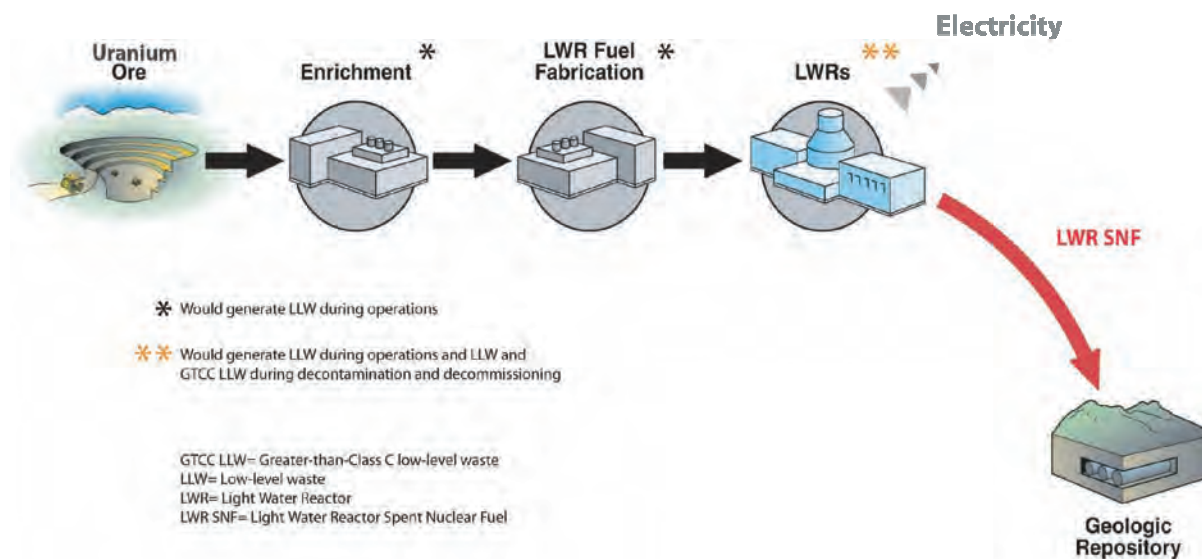 Electricity
Uranium
Ore
Enrichment *
LWR Fuel
Fabrication *
LWRs **
LWR SNF
* Would generate LLW during operations
** Would generate LLW during operations and LLW and
GTCC LLW during decontamination and decommissioning
GTCC LLW= Greater-than-Class C low-level waste
LLW= Low-level waste
LWR= Light Water Reactor
LWR SNF= Light Water Reactor Spent Nuclear Fuel
Geologic
Repository